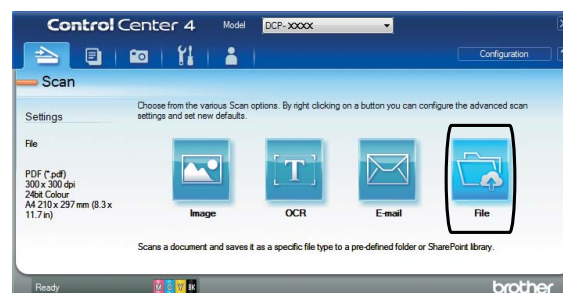 Control Center 4 Model DCP-XXXX
Configuration
Scan
Choose from the various Scan options. By right clicking on a button you can configure the advanced scan
settings and set new defaults.
Settings
File
PDF (*.pdf)
300 x 300 dpi
24bit Colour
A4 210 x 297 mm (8.3 x
11.7 in)
T
Image OCR E-mail File
Scans a document and saves it as a specific file type to a pre-defined folder or SharePoint library.
Ready M C Y BK brother